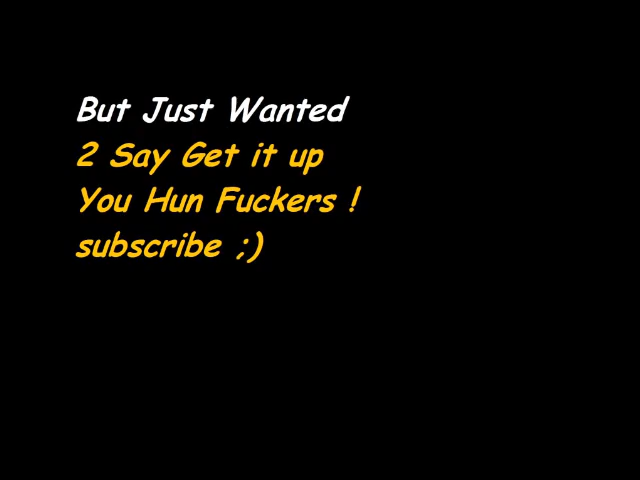 But Just Wanted
2 Say Get it up
You Hun Fuckers !
subscribe ;)